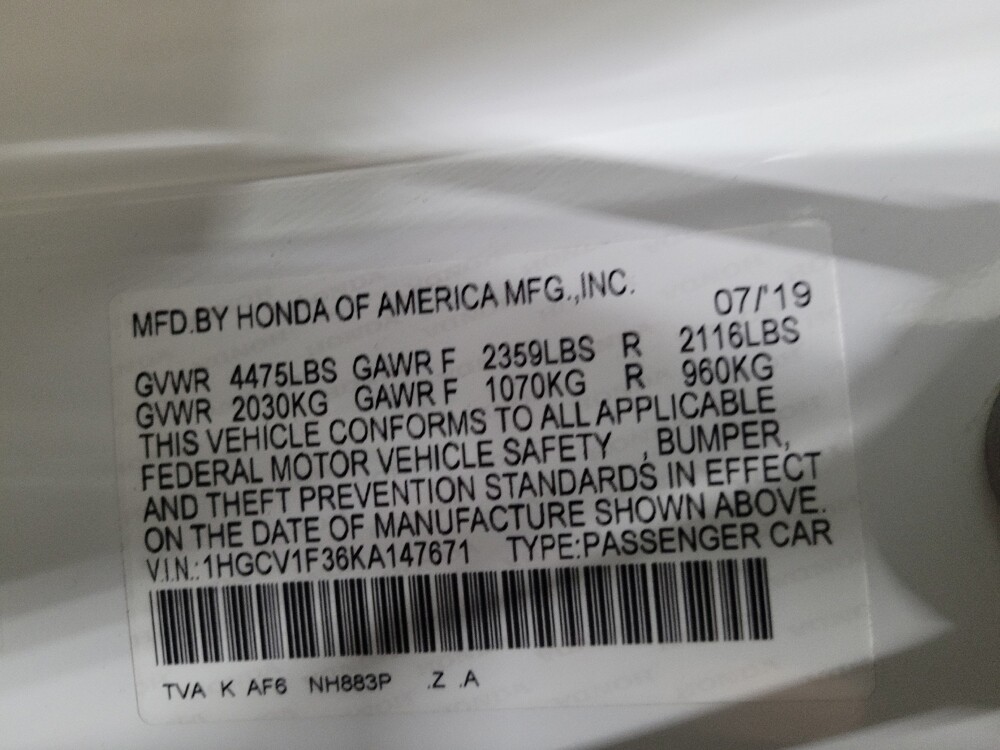 MFD.BY HONDA OF AMERICA MFG.,INC. 07/'19
GVWR 4475LBS GAWR F 2359LBS R 2116LBS
GVWR 2030KG GAWR F 1070KG R 960KG
THIS VEHICLE CONFORMS TO ALL APPLICABLE
FEDERAL MOTOR VEHICLE SAFETY , BUMPER,
AND THEFT PREVENTION STANDARDS IN EFFECT
ON THE DATE OF MANUFACTURE SHOWN ABOVE.
V.I.N.:1HGCV1F36KA147671 TYPE:PASSENGER CAR
TVA K AF6 NH883P .Z .A